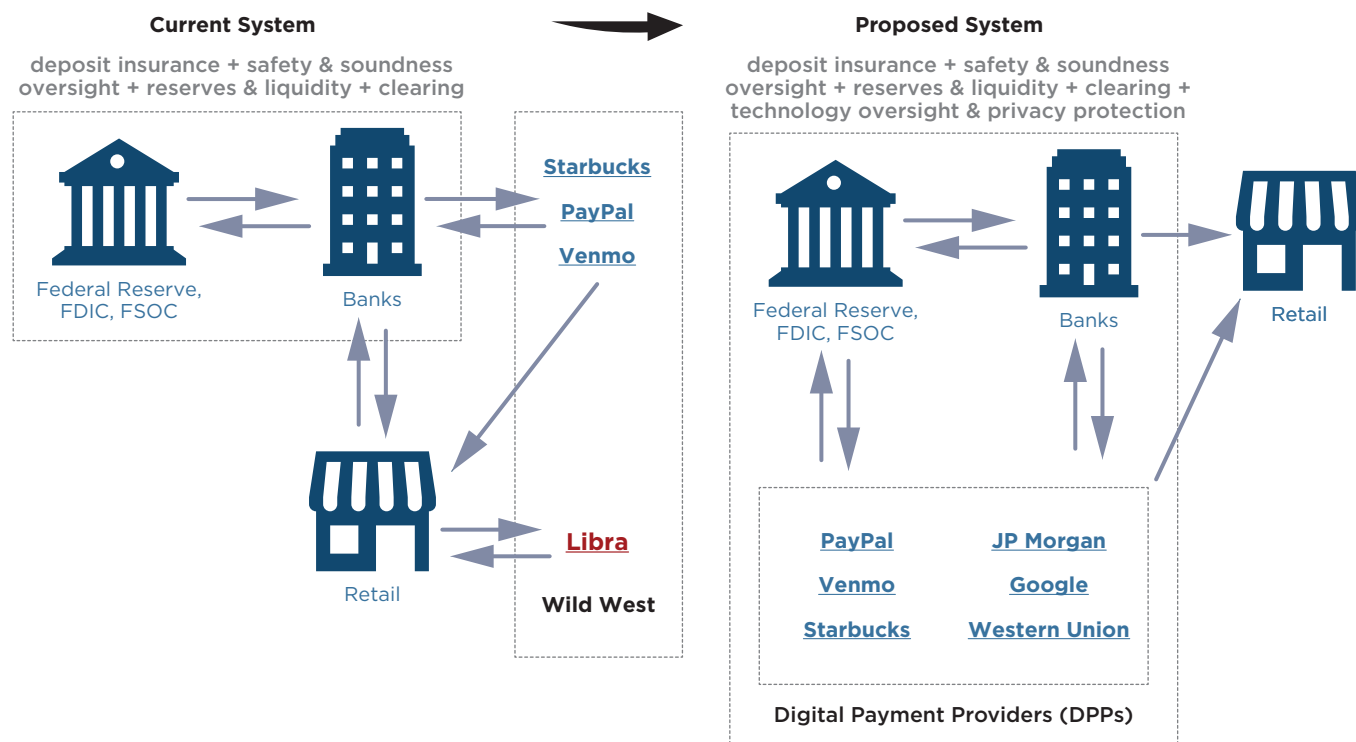 Current System
deposit insurance + safety & soundness
oversight + reserves & liquidity + clearing
Federal Reserve,
FDIC, FSOC
Banks
Starbucks
PayPal
Venmo
Retail
Libra
Wild West
Proposed System
deposit insurance + safety & soundness
oversight + reserves & liquidity + clearing +
technology oversight & privacy protection
Federal Reserve,
FDIC, FSOC
Banks
Retail
PayPal
Venmo
Starbucks
JP Morgan
Google
Western Union
Digital Payment Providers (DPPs)